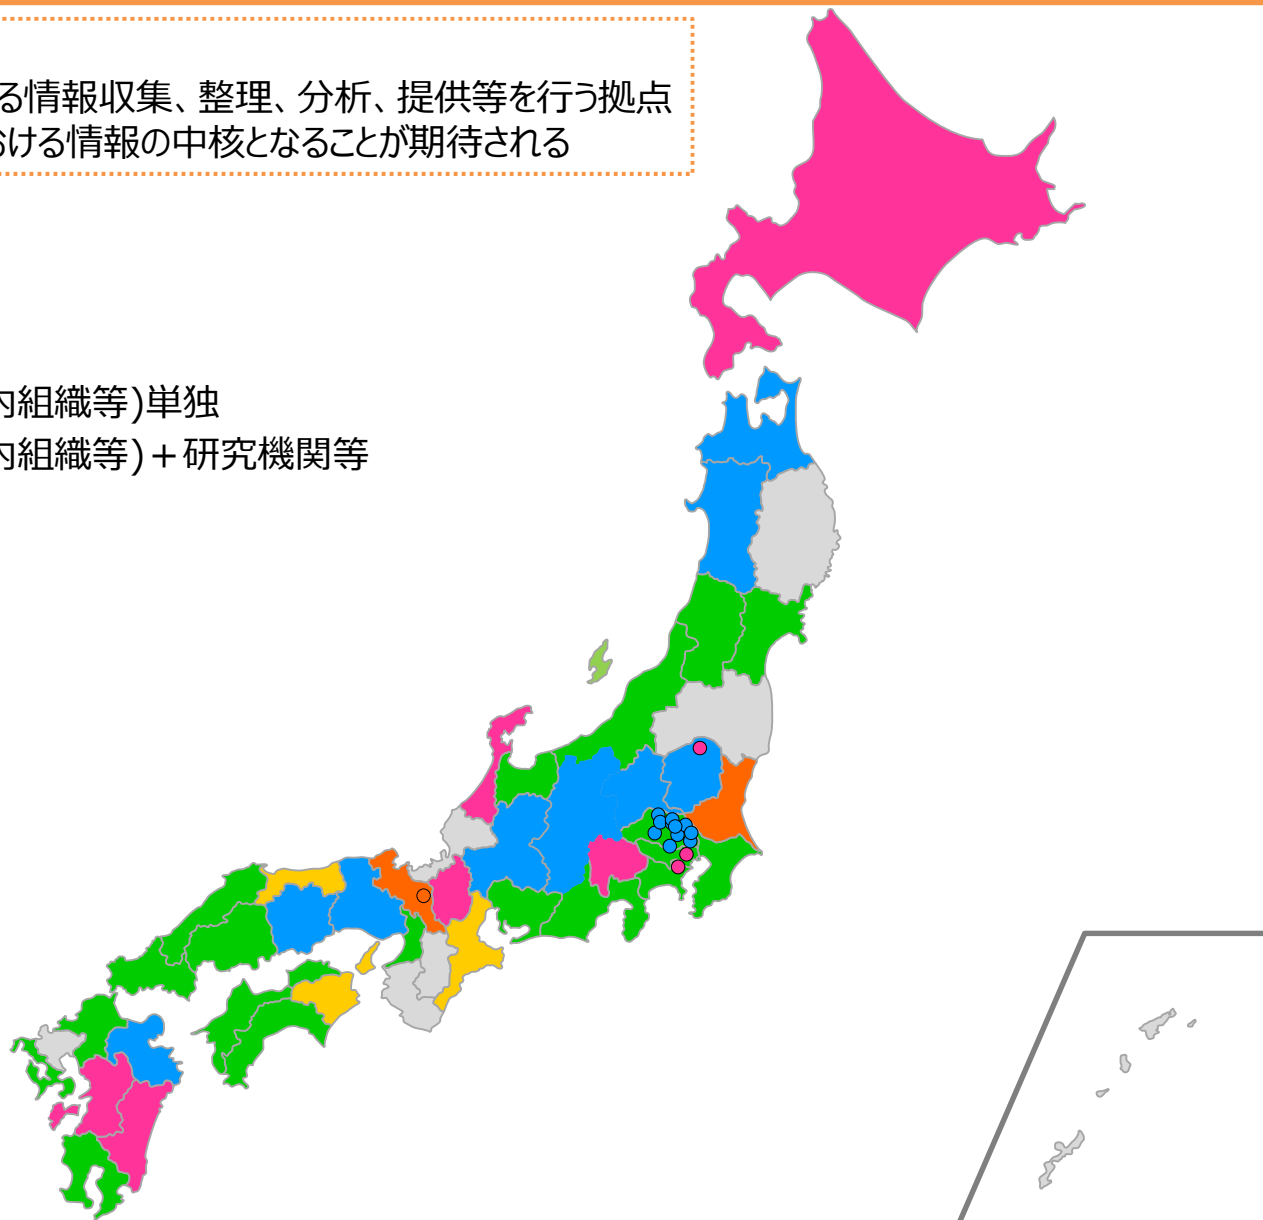 る情報収集、整理、分析、提供等を行う拠点
おける情報の中核となることが期待される
内組織等)単独
内組織等)＋研究機関等